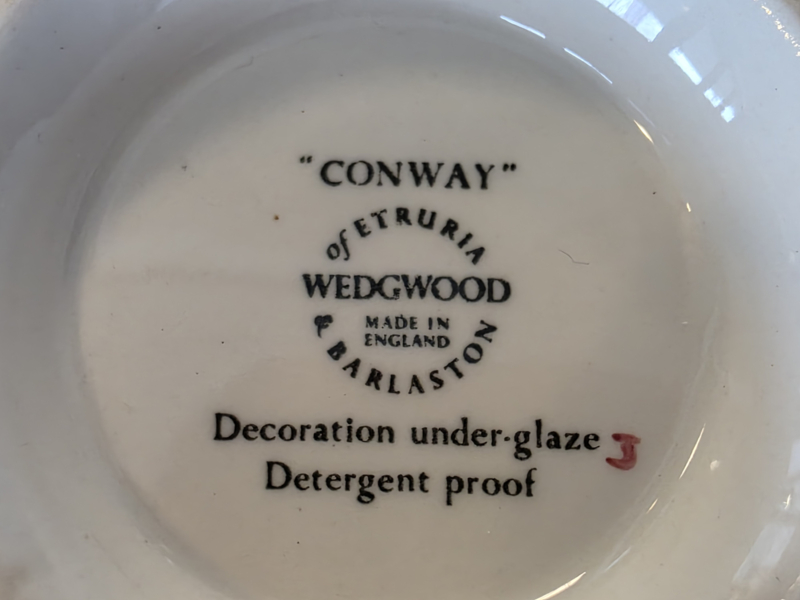 "CONWAY"
of ETRURIA
WEDGWOOD
MADE IN
ENGLAND
& BARLASTON
Decoration under-glaze J
Detergent proof